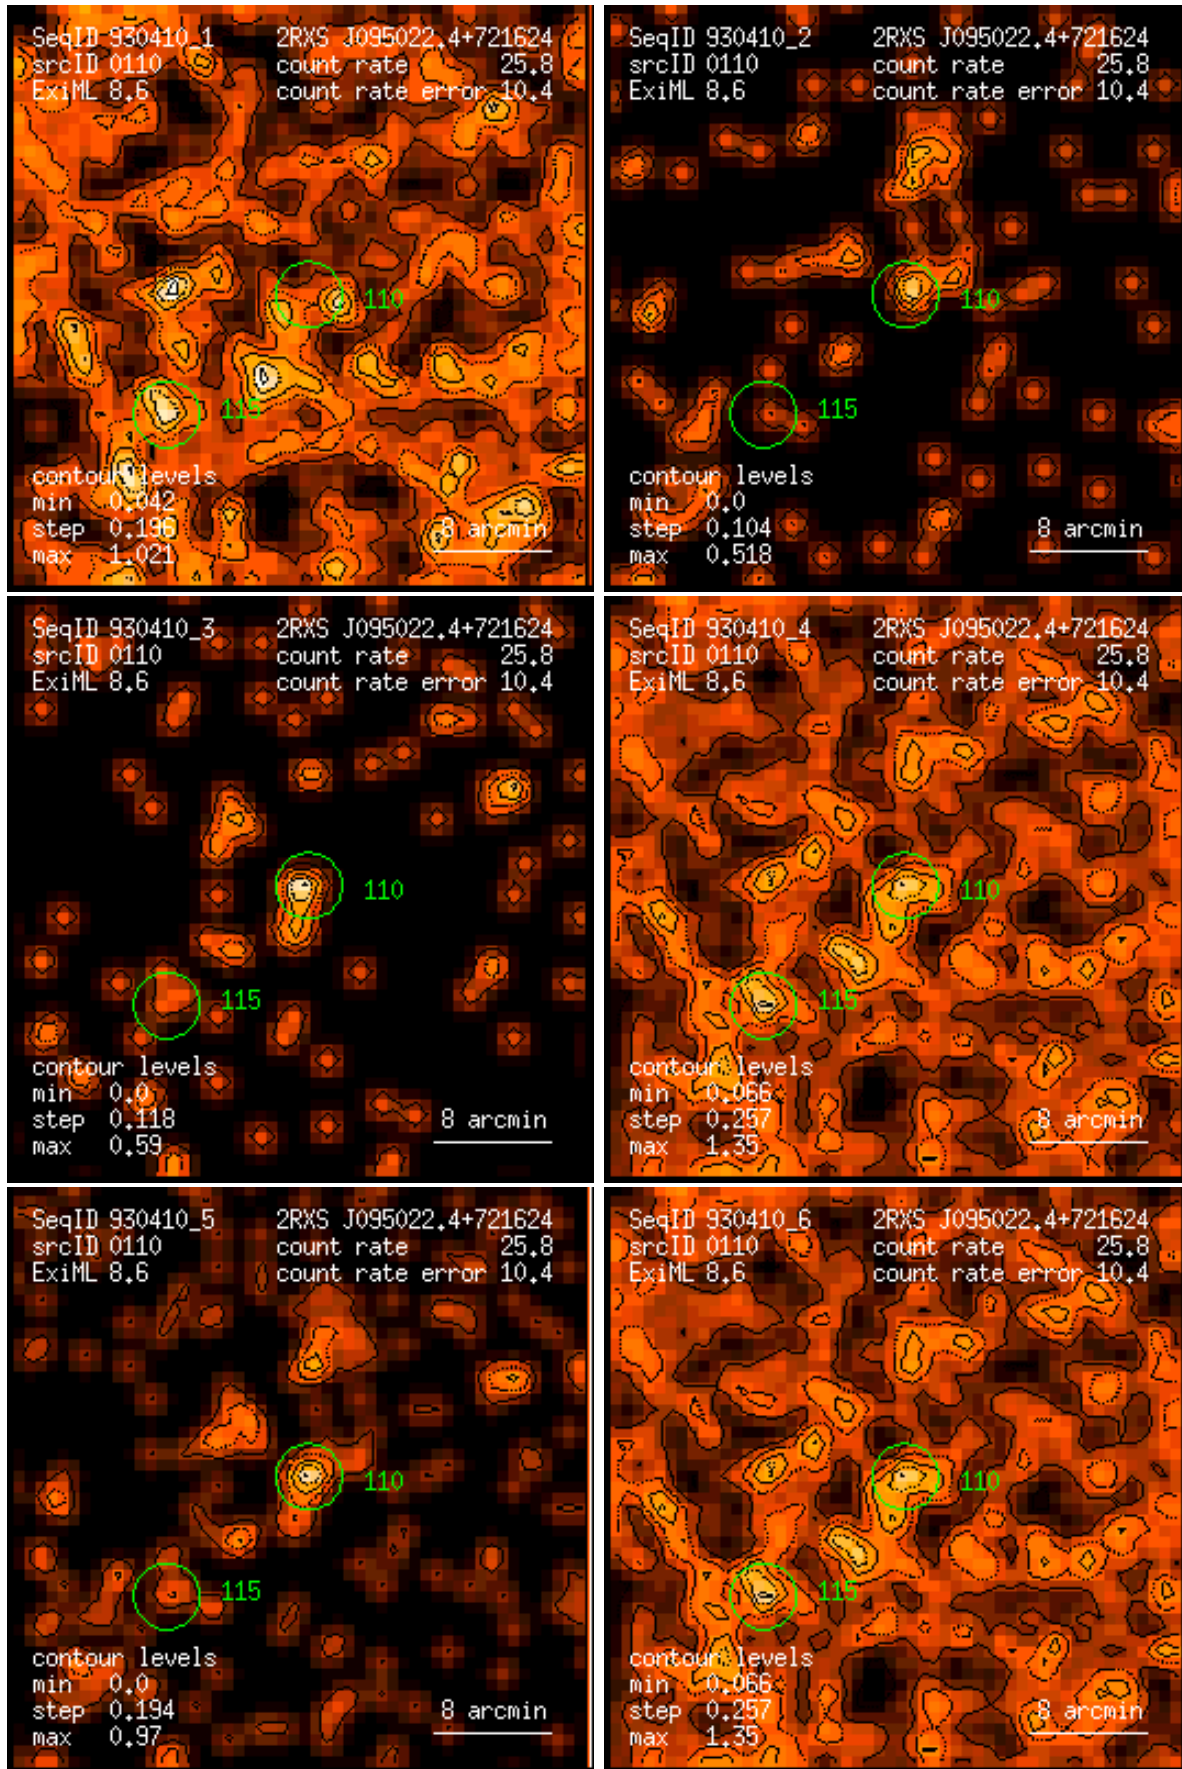 SeqID 930410_1 2RXS J095022.4+721624
srcID 0110 count rate 25.8
ExiML 8.6 count rate error 10.4
110
115
contour levels
min 0.042
step 0.196
max 1.021
8 arcmin
SeqID 930410_2 2RXS J095022.4+721624
srcID 0110 count rate 25.8
ExiML 8.6 count rate error 10.4
110
115
contour levels
min 0.0
step 0.104
max 0.518
8 arcmin
SeqID 930410_3 2RXS J095022.4+721624
srcID 0110 count rate 25.8
ExiML 8.6 count rate error 10.4
110
115
contour levels
min 0.0
step 0.118
max 0.59
8 arcmin
SeqID 930410_4 2RXS J095022.4+721624
srcID 0110 count rate 25.8
ExiML 8.6 count rate error 10.4
110
115
contour levels
min 0.066
step 0.257
max 1.35
8 arcmin
SeqID 930410_5 2RXS J095022.4+721624
srcID 0110 count rate 25.8
ExiML 8.6 count rate error 10.4
110
115
contour levels
min 0.0
step 0.194
max 0.97
8 arcmin
SeqID 930410_6 2RXS J095022.4+721624
srcID 0110 count rate 25.8
ExiML 8.6 count rate error 10.4
110
115
contour levels
min 0.066
step 0.257
max 1.35
8 arcmin